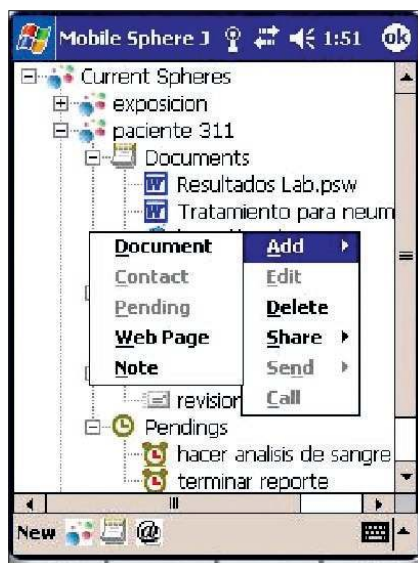 Mobile Sphere J 1:51 ok
Current Spheres
exposicion
paciente 311
Documents
Resultados Lab.psw
Tratamiento para neum
Document
Contact
Pending
Web Page
Note
Add
Edit
Delete
Share
Send
Call
revision
Pendings
hacer analisis de sangre
terminar reporte
New @